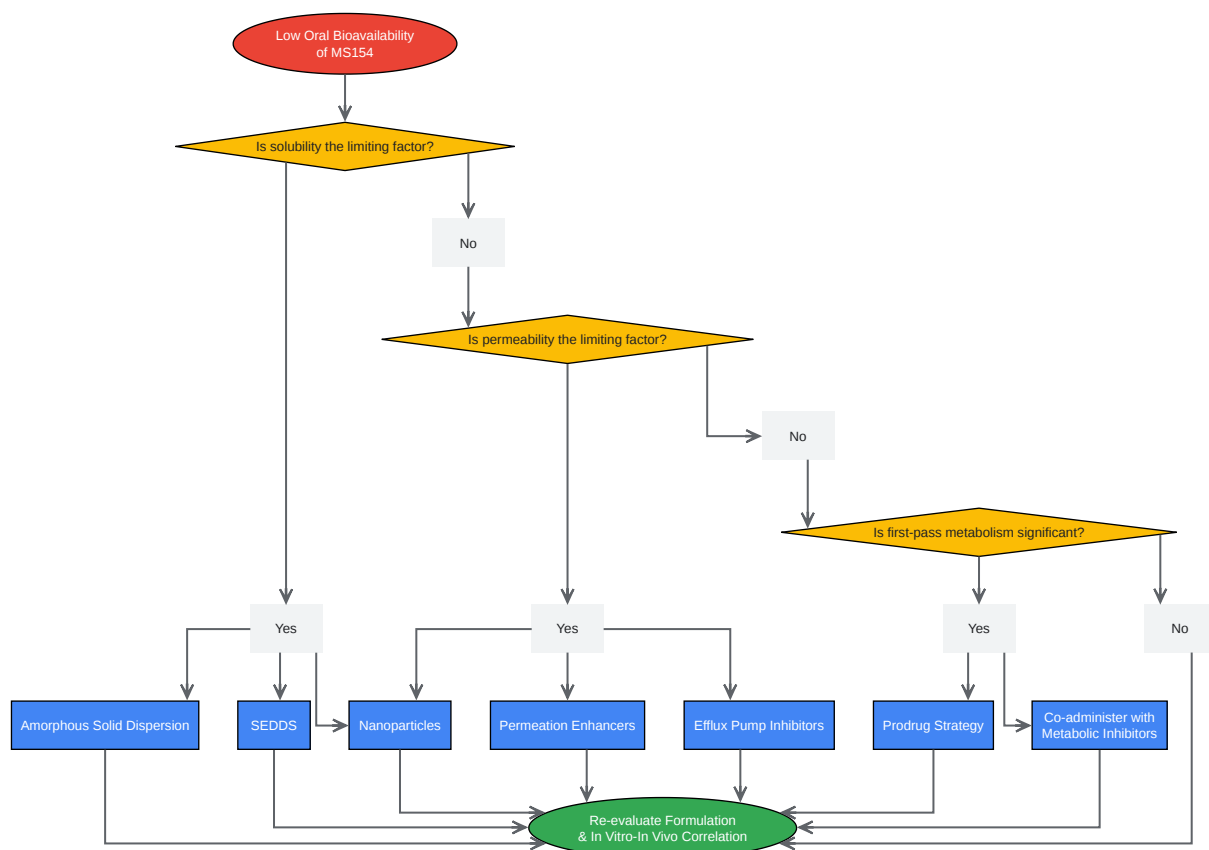 Low Oral Bioavailability
of MS154
Is solubility the limiting factor?
No
Is permeability the limiting factor?
No
Is first-pass metabolism significant?
Yes
Yes
Yes
No
Amorphous Solid Dispersion
SEDDS
Nanoparticles
Permeation Enhancers
Efflux Pump Inhibitors
Prodrug Strategy
Co-administer with
Metabolic Inhibitors
Re-evaluate Formulation
& In Vitro-In Vivo Correlation